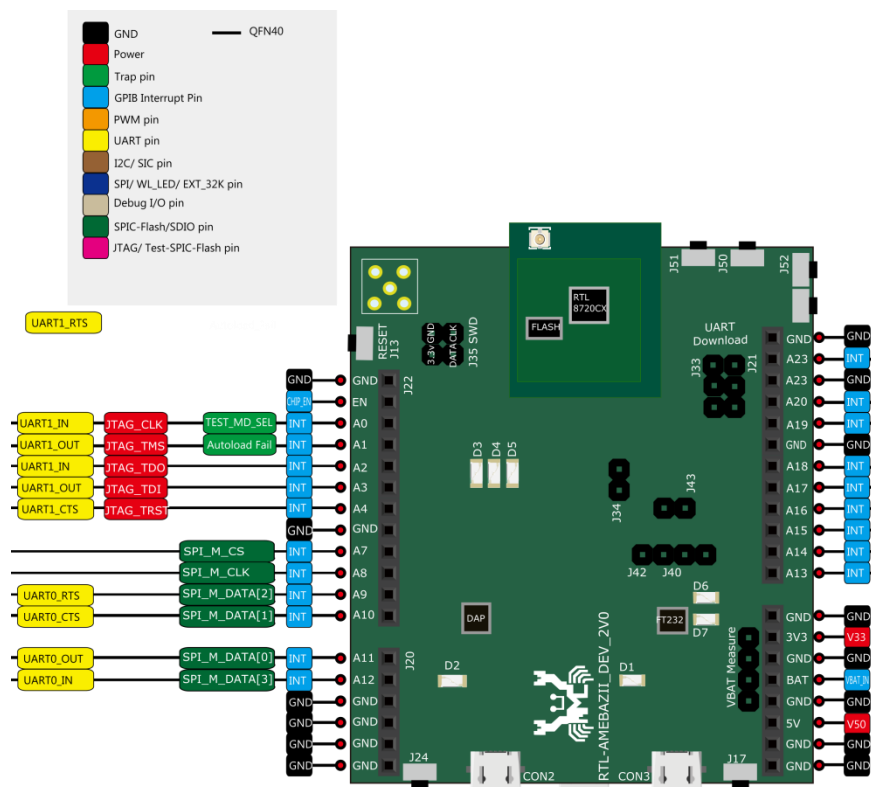 GND QFN40
Power
Trap pin
GPIB Interrupt Pin
PWM pin
UART pin
I2C/ SIC pin
SPI/ WL_LED/ EXT_32K pin
Debug I/O pin
SPIC-Flash/SDIO pin
JTAG/ Test-SPIC-Flash pin
UART1_RTS
GND GND
CHIP_EN EN
UART1_IN JTAG_CLK TEST_MD_SEL INT A0
UART1_OUT JTAG_TMS Autoload Fail INT A1
UART1_IN JTAG_TDO INT A2
UART1_OUT JTAG_TDI INT A3
UART1_CTS JTAG_TRST INT A4
GND GND
SPI_M_CS INT A7
SPI_M_CLK INT A8
UART0_RTS SPI_M_DATA[2] INT A9
UART0_CTS SPI_M_DATA[1] INT A10
UART0_OUT SPI_M_DATA[0] INT A11
UART0_IN SPI_M_DATA[3] INT A12
GND GND
GND GND
GND GND
GND GND
RESET
J13
J22
3.3v GND
DATA CLK
J35 SWD
RTL
8720CX
FLASH
J51
J50
J52
UART
Download
J33
J21
D3
D4
D5
J34
J43
J42 J40
DAP
FT232
D6
D7
VBAT Measure
J20
D2
D1
RTL-AMEBAZII_DEV_2V0
J24
CON2
CON3
J17
GND GND
A23 INT
A23 GND
A20 INT
A19 INT
GND GND
A18 INT
A17 INT
A16 INT
A15 INT
A14 INT
A13 INT
GND GND
3V3 V33
GND GND
BAT VBAT_IN
GND GND
5V V50
GND GND
GND GND